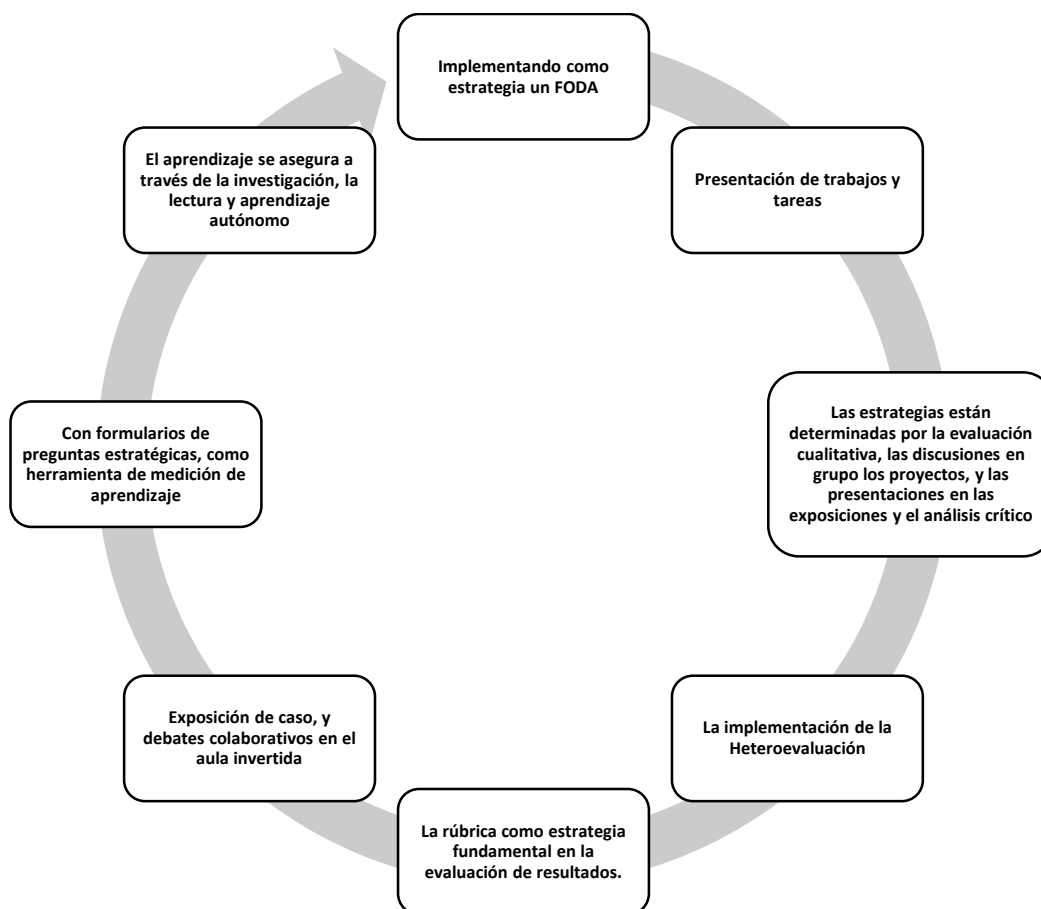 Implementando como
estrategia un FODA
Presentación de trabajos y
tareas
Las estrategias están
determinadas por la evaluación
cualitativa, las discusiones en
grupo los proyectos, y las
presentaciones en las
exposiciones y el análisis crítico
La implementación de la
Heteroevaluación
La rúbrica como estrategia
fundamental en la
evaluación de resultados.
Exposición de caso, y
debates colaborativos en el
aula invertida
Con formularios de
preguntas estratégicas, como
herramienta de medición de
aprendizaje
El aprendizaje se asegura a
través de la investigación, la
lectura y aprendizaje
autónomo